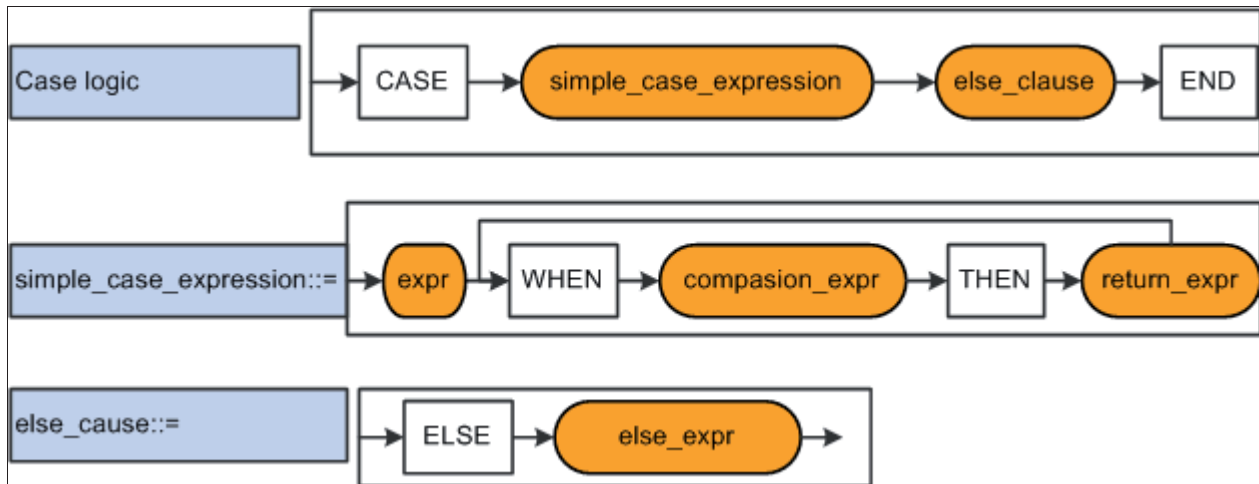 Case logic CASE simple_case_expression else_clause END
simple_case_expression::= expr WHEN compasion_expr THEN return_expr
else_cause::= ELSE else_expr